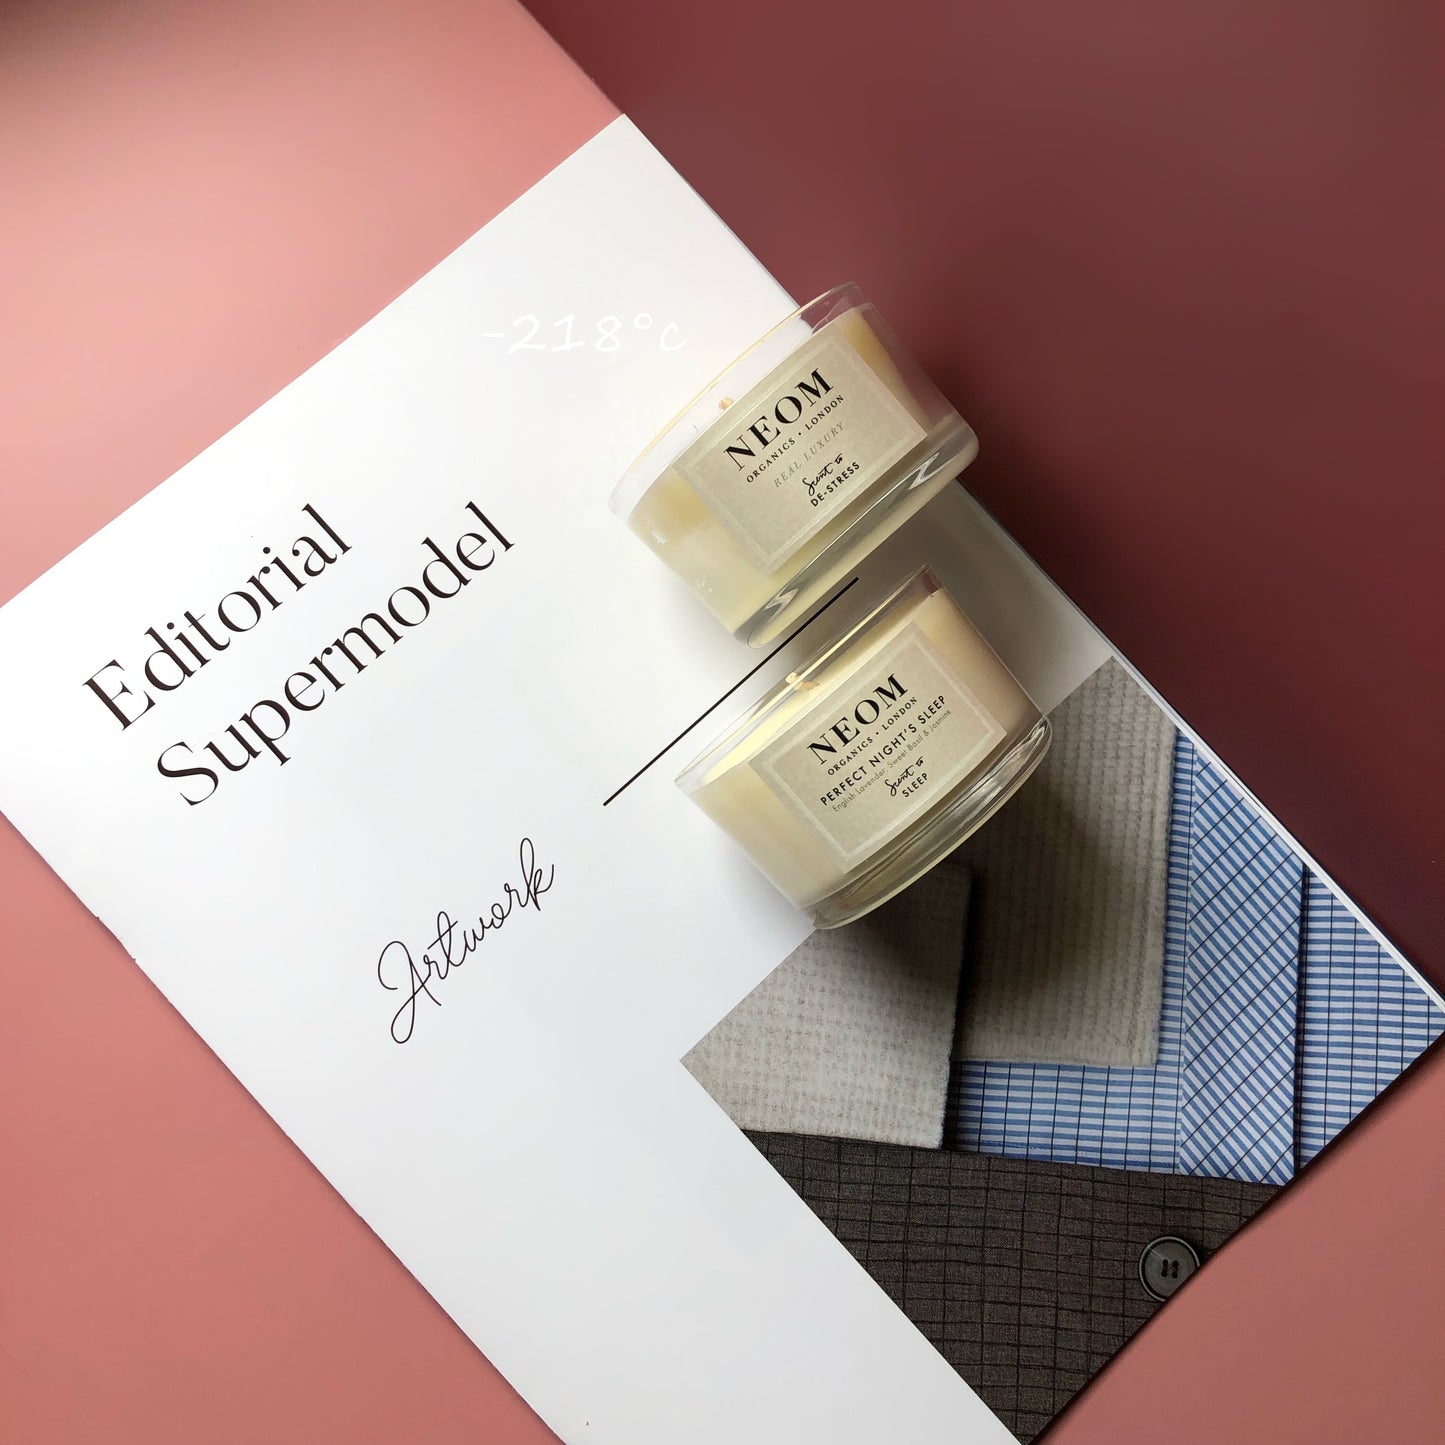 -218°c
Editorial
Supermodel
Artwork
NEOM
ORGANICS • LONDON
REAL LUXURY
Scent to
DE-STRESS
NEOM
ORGANICS • LONDON
PERFECT NIGHT'S SLEEP
English Lavender, Sweet Basil & Jasmine
Scent to
SLEEP